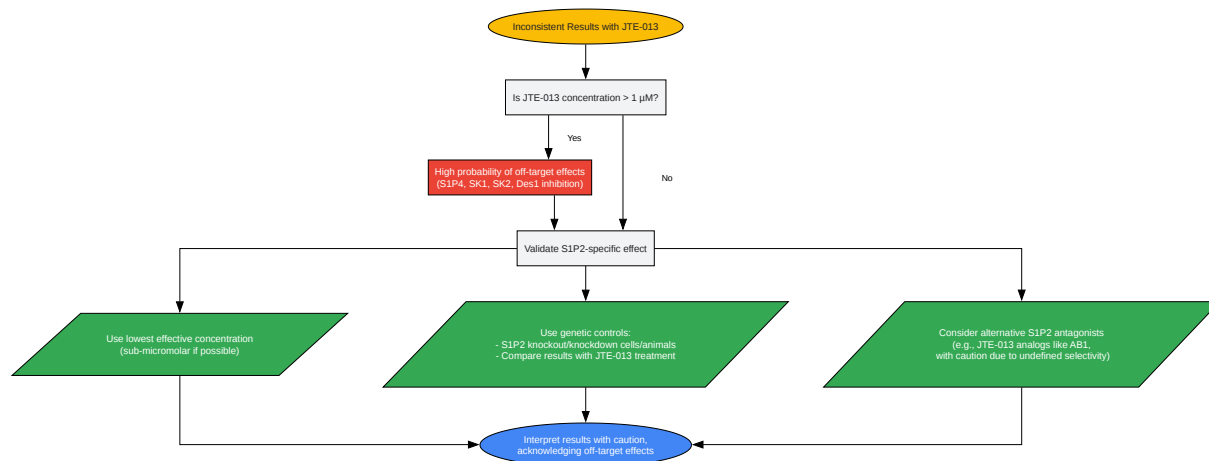 Inconsistent Results with JTE-013
Is JTE-013 concentration > 1 µM?
Yes
High probability of off-target effects
(S1P4, SK1, SK2, Des1 inhibition)
No
Validate S1P2-specific effect
Use lowest effective concentration
(sub-micromolar if possible)
Use genetic controls:
- S1P2 knockout/knockdown cells/animals
- Compare results with JTE-013 treatment
Consider alternative S1P2 antagonists
(e.g., JTE-013 analogs like AB1,
with caution due to undefined selectivity)
Interpret results with caution,
acknowledging off-target effects